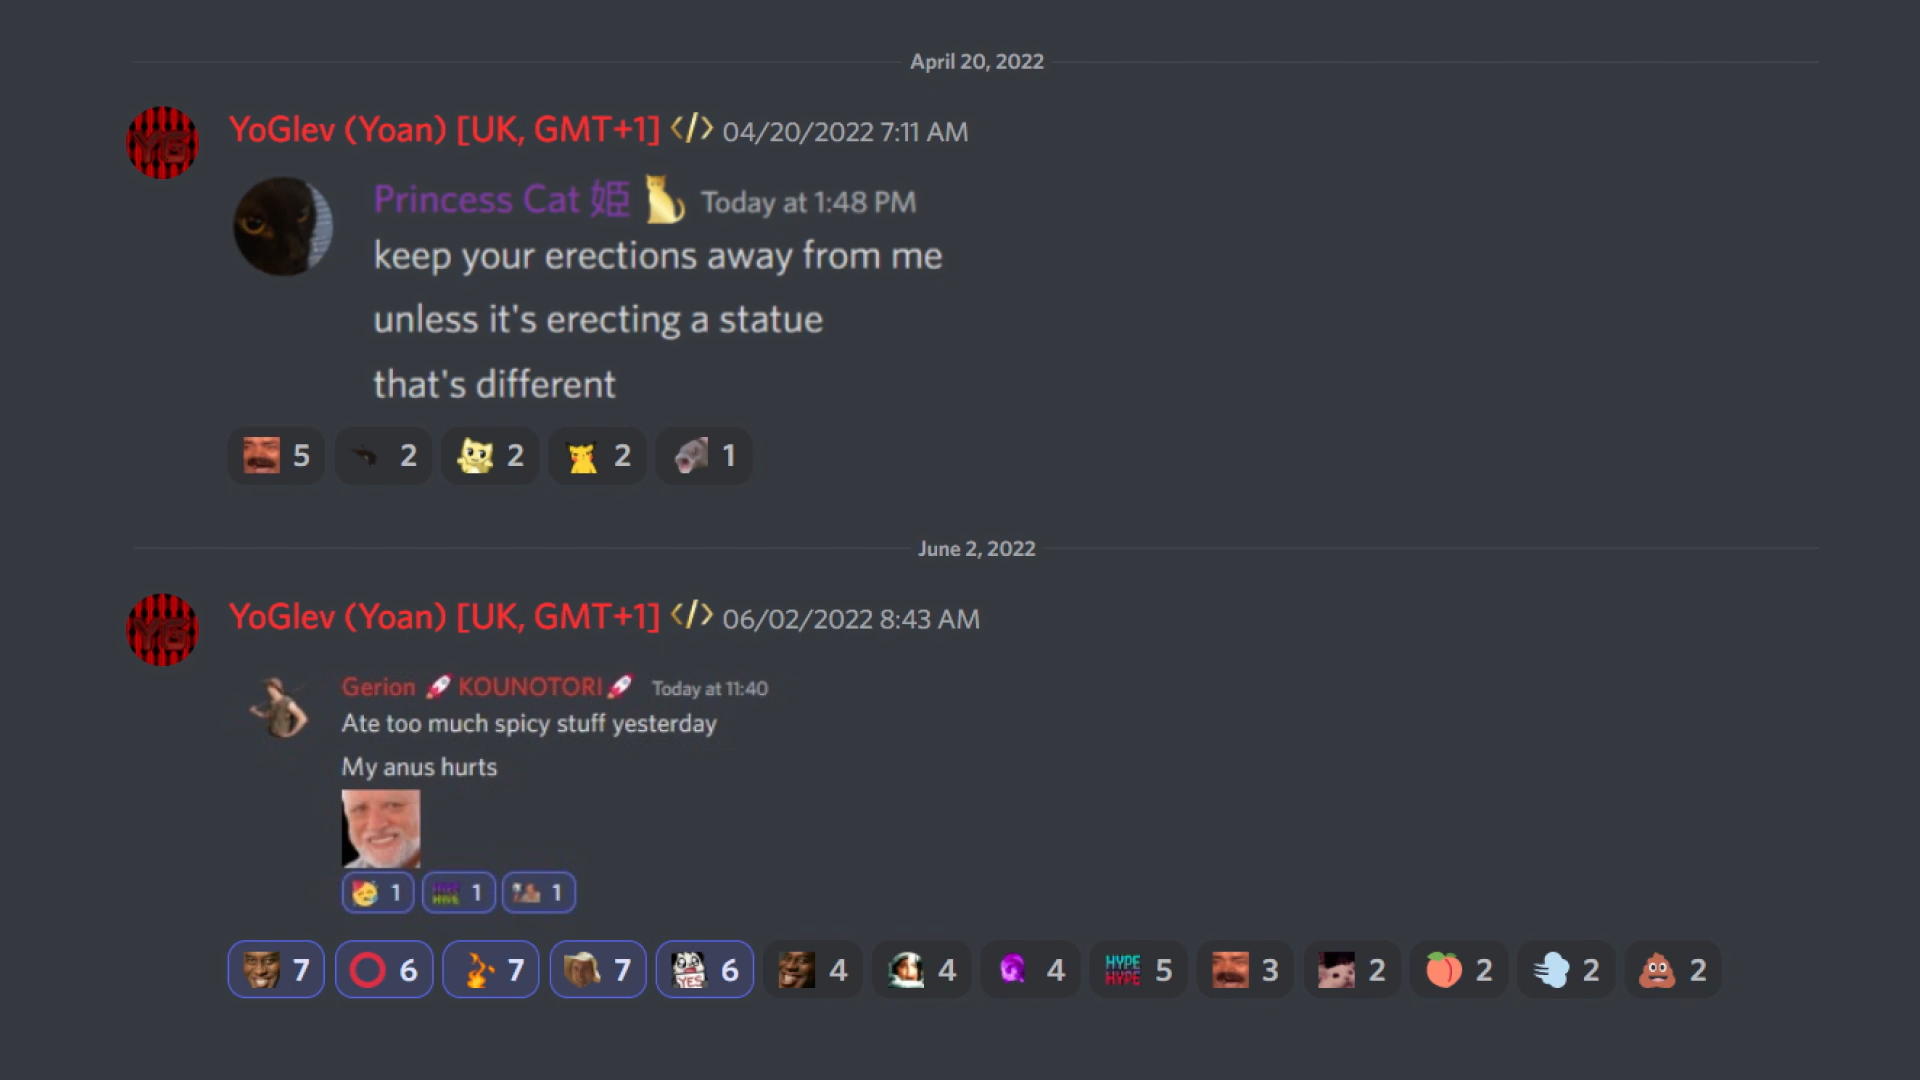 April 20, 2022
YoGlev (Yoan) [UK, GMT+1] </> 04/20/2022 7:11 AM
Princess Cat 姫 Today at 1:48 PM
keep your erections away from me
unless it's erecting a statue
that's different
5 2 2 2 1
June 2, 2022
YoGlev (Yoan) [UK, GMT+1] </> 06/02/2022 8:43 AM
Gerion 🚀 KOUNOTORI 🚀 Today at 11:40
Ate too much spicy stuff yesterday
My anus hurts
1 1 1
7 6 7 7 YES 6 4 4 4 HYPE HYPE 5 3 2 2 2 2